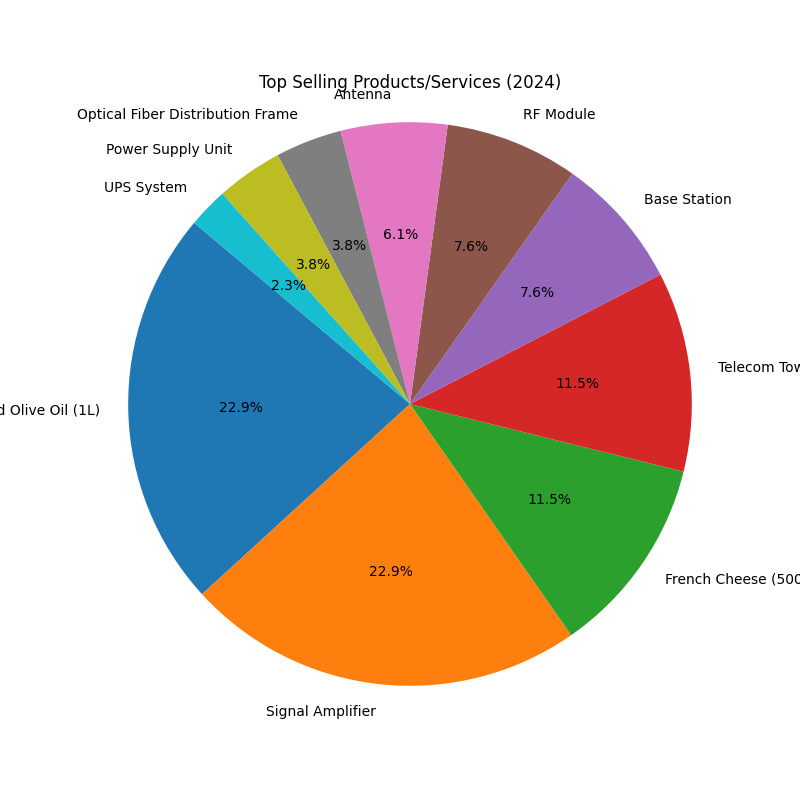 Top Selling Products/Services (2024)
Antenna
Optical Fiber Distribution Frame
RF Module
Power Supply Unit
UPS System
Base Station
6.1%
3.8%
7.6%
3.8%
2.3%
7.6%
Telecom
11.5%
22.9%
Olive Oil (1L)
11.5%
22.9%
French Cheese (500
Signal Amplifier